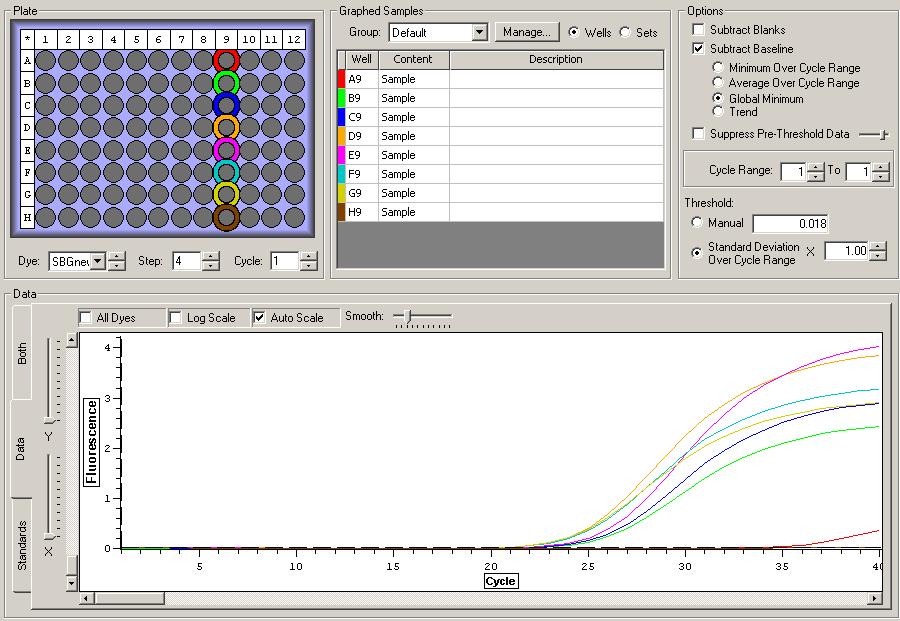 Plate
* 1 2 3 4 5 6 7 8 9 10 11 12
A
B
C
D
E
F
G
H
Dye: SBGneu Step: 4 Cycle: 1
Graphed Samples
Group: Default Manage... Wells Sets
Well Content Description
A9 Sample
B9 Sample
C9 Sample
D9 Sample
E9 Sample
F9 Sample
G9 Sample
H9 Sample
Options
Subtract Blanks
Subtract Baseline
Minimum Over Cycle Range
Average Over Cycle Range
Global Minimum
Trend
Suppress Pre-Threshold Data
Cycle Range: 1 To 1
Threshold:
Manual 0.018
Standard Deviation
Over Cycle Range X 1.00
Data
Both
Data
Standards
Y
X
All Dyes Log Scale Auto Scale Smooth:
Fluorescence
4
3
2
1
0
5 10 15 20 25 30 35 40
Cycle